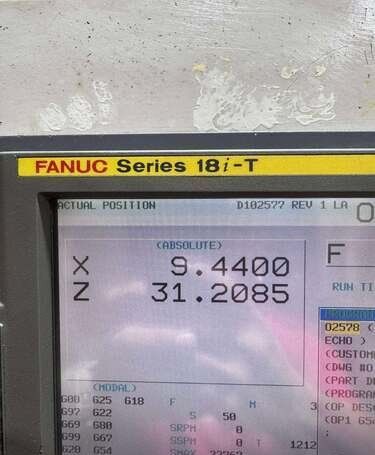 FANUC Series 18i-T
ACTUAL POSITION D102577 REV 1 LA O
(ABSOLUTE)
X 9.4400
Z 31.2085
F
RUN TI
O2578 (
ECHO )
(CUSTOM
(DWG #O
(PART D
(PROGRA
(OP DES
(OP1 G54
(MODAL)
G00 G25 G18 F M 3
G97 G22 S 50
G69 G80 SRPM 0
G99 G67 SSPM 0 T 1212